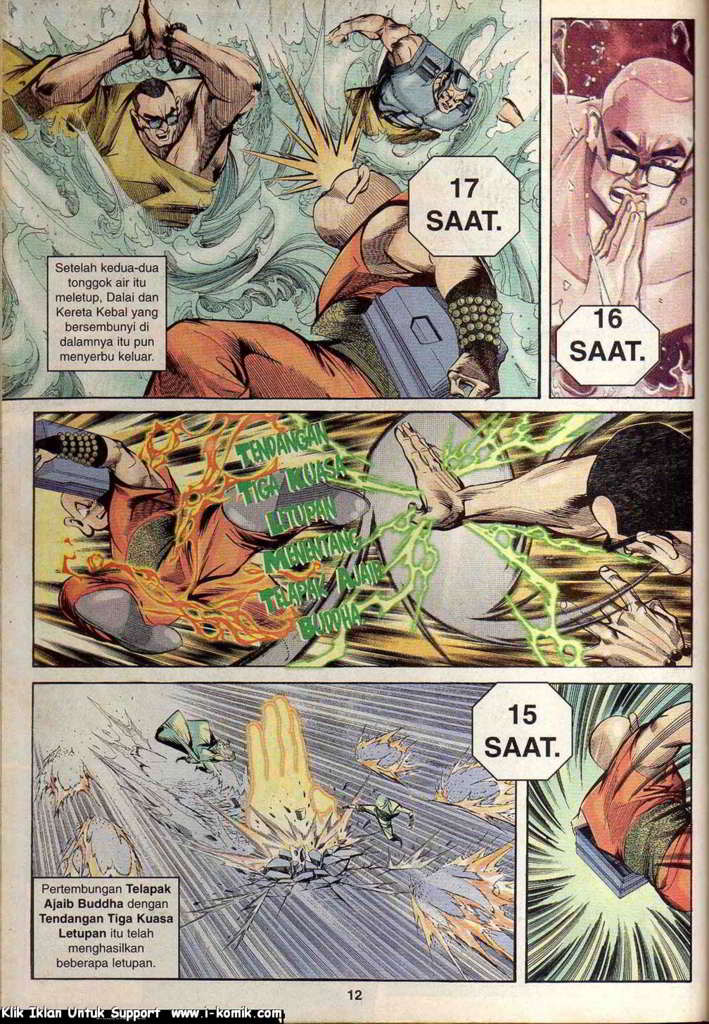 17
SAAT.
Setelah kedua-dua
tonggok air itu
meletup, Dalai dan
Kereta Kebal yang
bersembunyi di
dalamnya itu pun
menyerbu keluar.
16
SAAT.
TENDANGAN
TIGA KUASA
LETUPAN
MENENTANG
TELAPAK AJAIB
BUDDHA
15
SAAT.
Pertembungan Telapak
Ajaib Buddha dengan
Tendangan Tiga Kuasa
Letupan itu telah
menghasilkan
beberapa letupan.
12
Klik Iklan Untuk Support www.i-komik.com